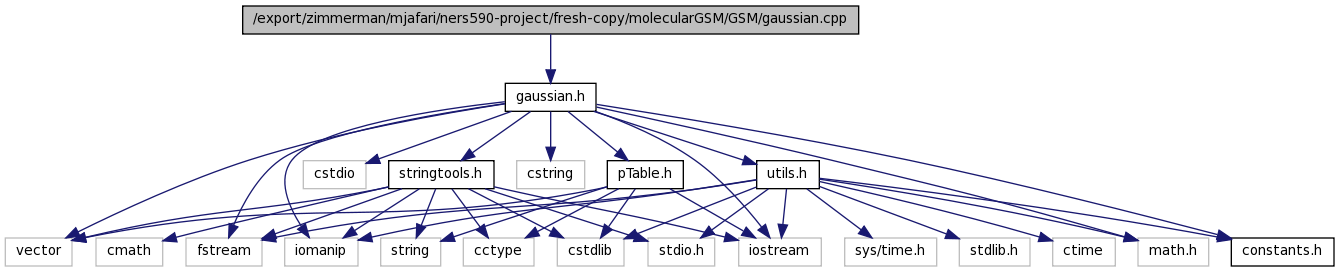 /export/zimmerman/mjafari/ners590-project/fresh-copy/molecularGSM/GSM/gaussian.cpp
gaussian.h
cstdio
stringtools.h
cstring
pTable.h
utils.h
vector
cmath
fstream
iomanip
string
cctype
cstdlib
stdio.h
iostream
sys/time.h
stdlib.h
ctime
math.h
constants.h